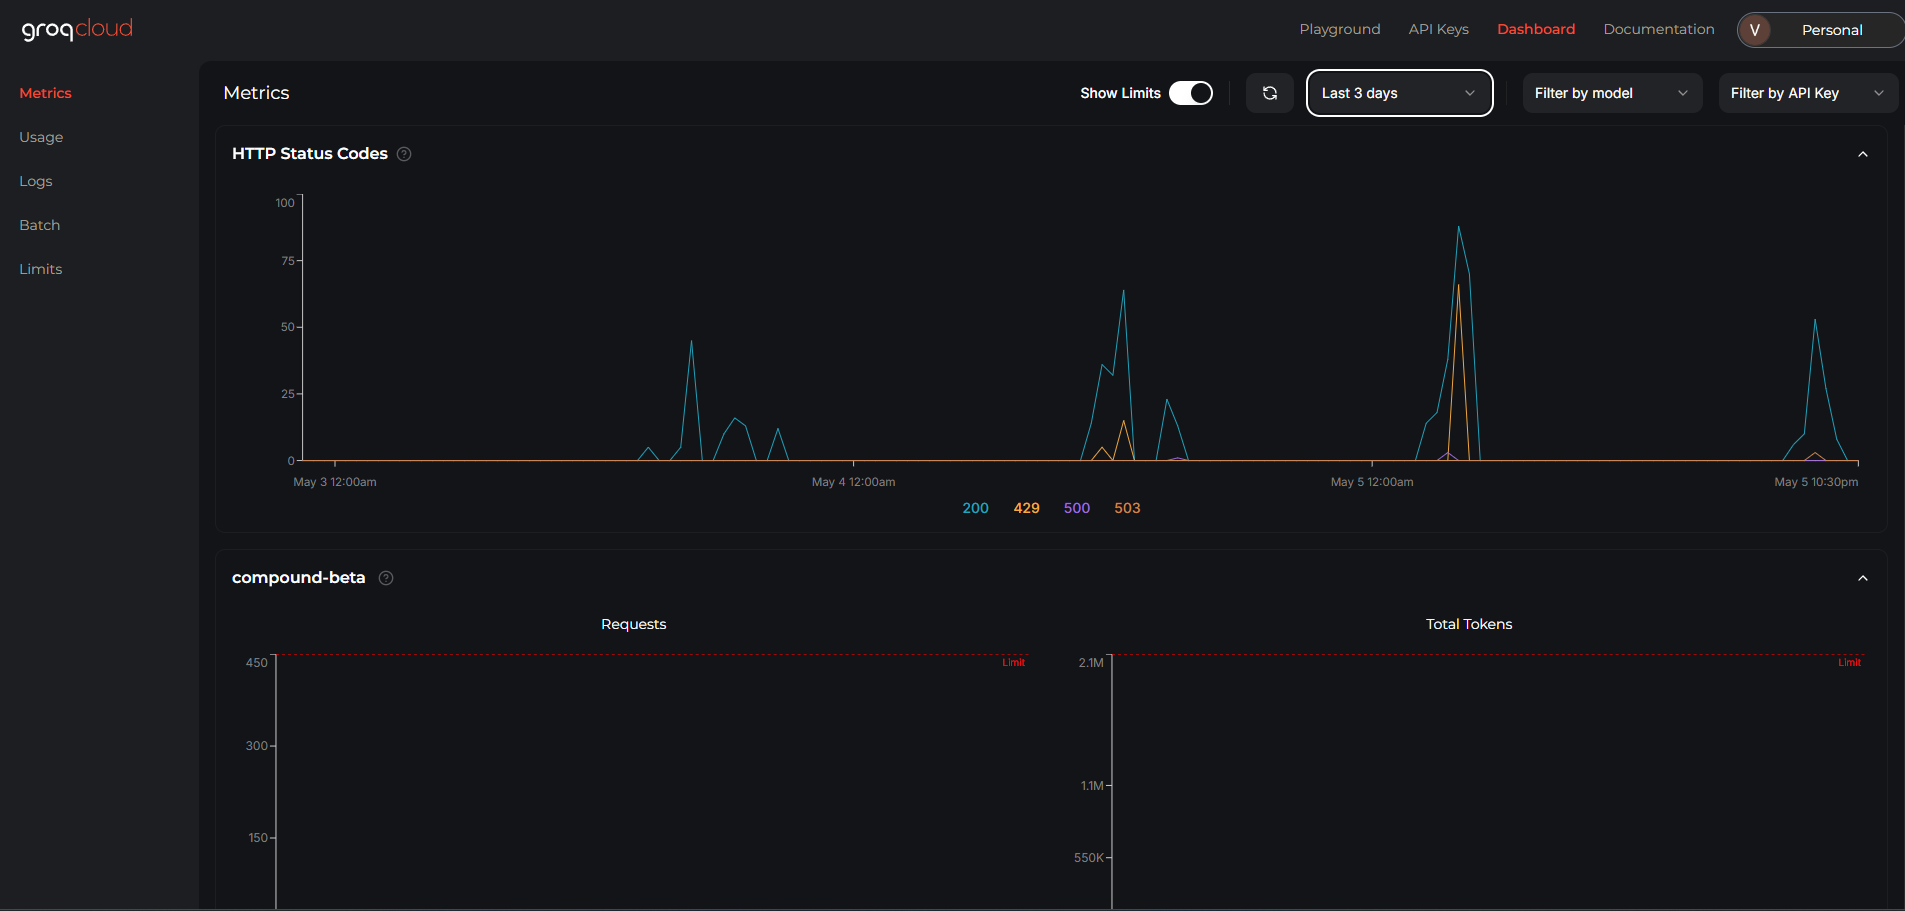 groqcloud
Playground API Keys Dashboard Documentation V Personal
Metrics
Usage
Logs
Batch
Limits
Metrics
Show Limits Last 3 days Filter by model Filter by API Key
HTTP Status Codes ?
100
75
50
25
0
May 3 12:00am May 4 12:00am May 5 12:00am May 5 10:30pm
200 429 500 503
compound-beta ?
Requests
450
Limit
300
150
Total Tokens
2.1M
Limit
1.1M
550K